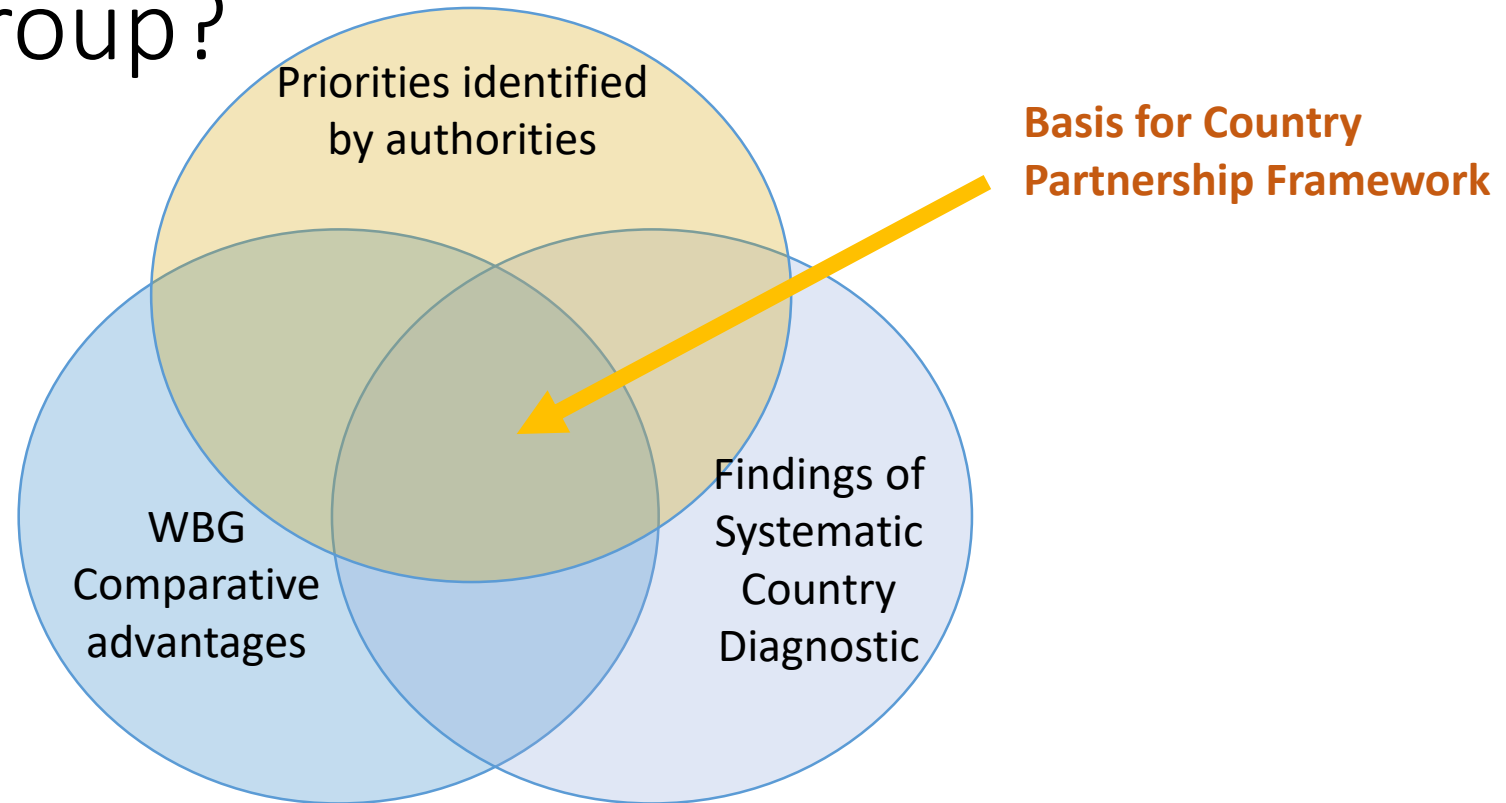 roup?
Priorities identified
by authorities
Basis for Country
Partnership Framework
WBG
Comparative
advantages
Findings of
Systematic
Country
Diagnostic